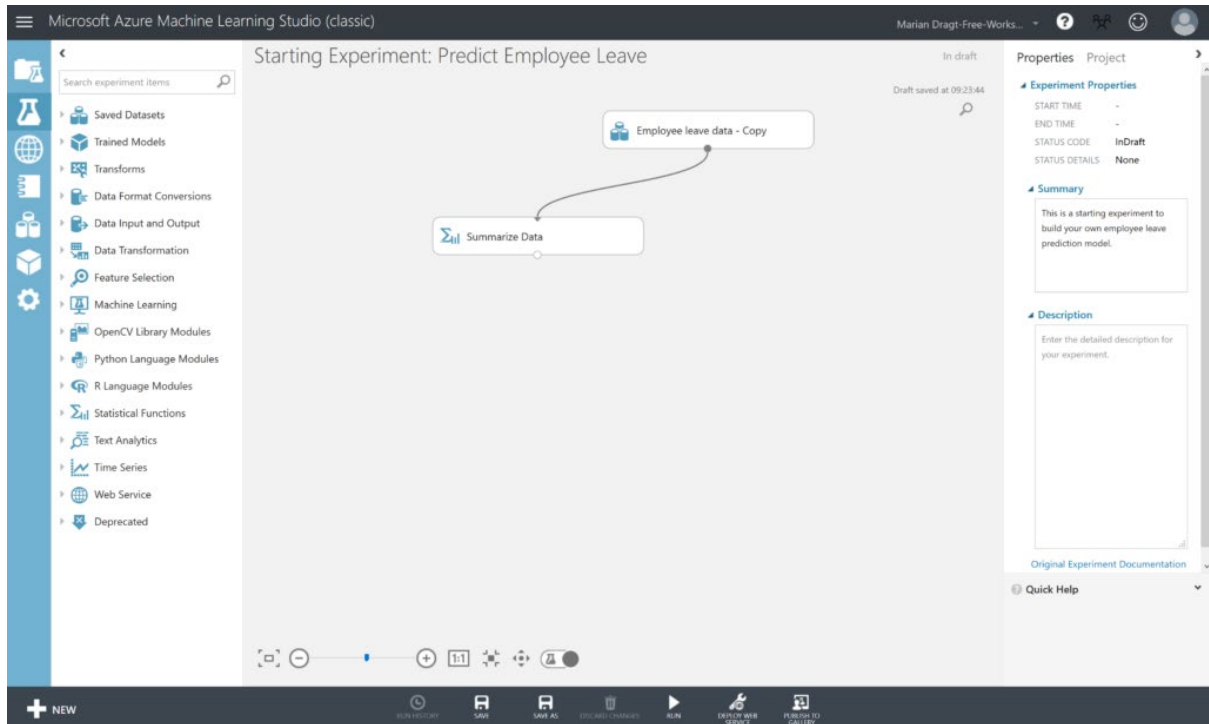 Microsoft Azure Machine Learning Studio (classic)
Marian Dragt-Free-Works...
?
Search experiment items
Saved Datasets
Trained Models
Transforms
Data Format Conversions
Data Input and Output
Data Transformation
Feature Selection
Machine Learning
OpenCV Library Modules
Python Language Modules
R Language Modules
Statistical Functions
Text Analytics
Time Series
Web Service
Deprecated
Starting Experiment: Predict Employee Leave
In draft
Draft saved at 09:23:44
Employee leave data - Copy
Summarize Data
1:1
Properties Project
Experiment Properties
START TIME -
END TIME -
STATUS CODE InDraft
STATUS DETAILS None
Summary
This is a starting experiment to
build your own employee leave
prediction model.
Description
Enter the detailed description for
your experiment.
Original Experiment Documentation
Quick Help
NEW
RUN HISTORY
SAVE
SAVE AS
DISCARD CHANGES
RUN
DEPLOY WEB
SERVICE
PUBLISH TO
GALLERY